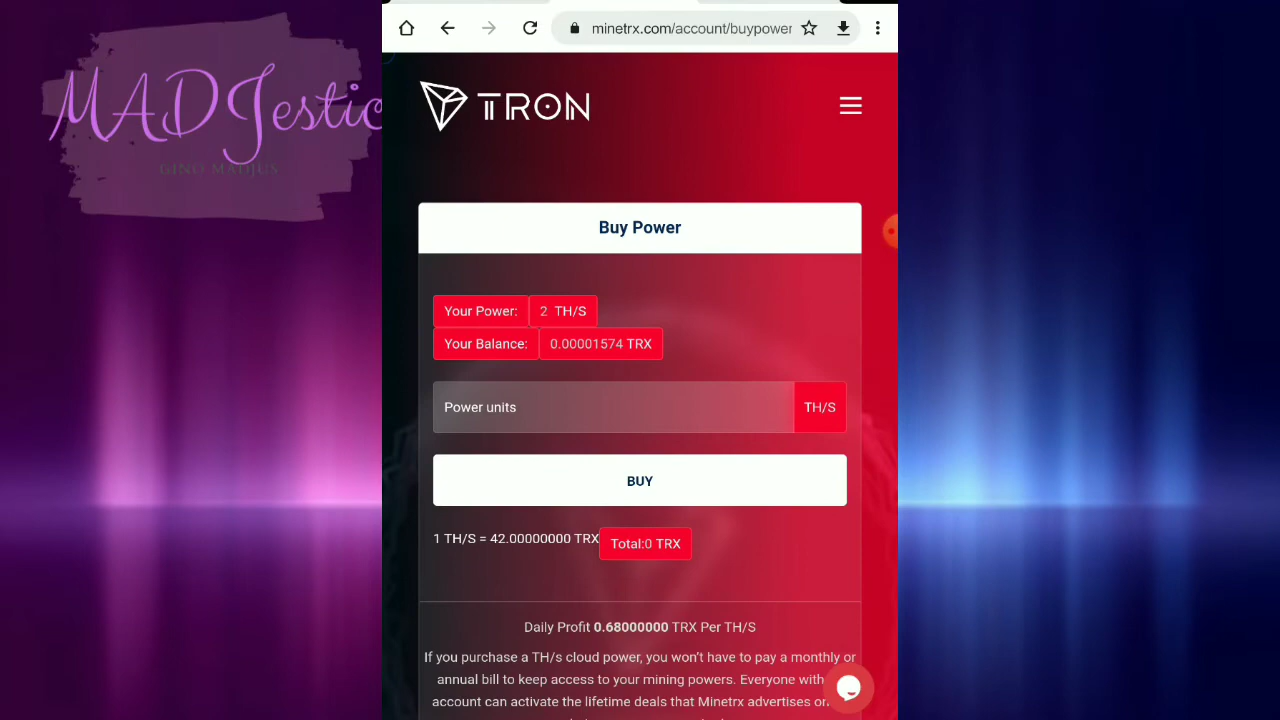 MADJestic
GINO MADJUS
minetrx.com/account/buypower
TRON
Buy Power
Your Power: 2 TH/S
Your Balance: 0.00001574 TRX
Power units TH/S
BUY
1 TH/S = 42.00000000 TRX Total:0 TRX
Daily Profit 0.68000000 TRX Per TH/S
If you purchase a TH/s cloud power, you won't have to pay a monthly or
annual bill to keep access to your mining powers. Everyone with
account can activate the lifetime deals that Minetrx advertises on